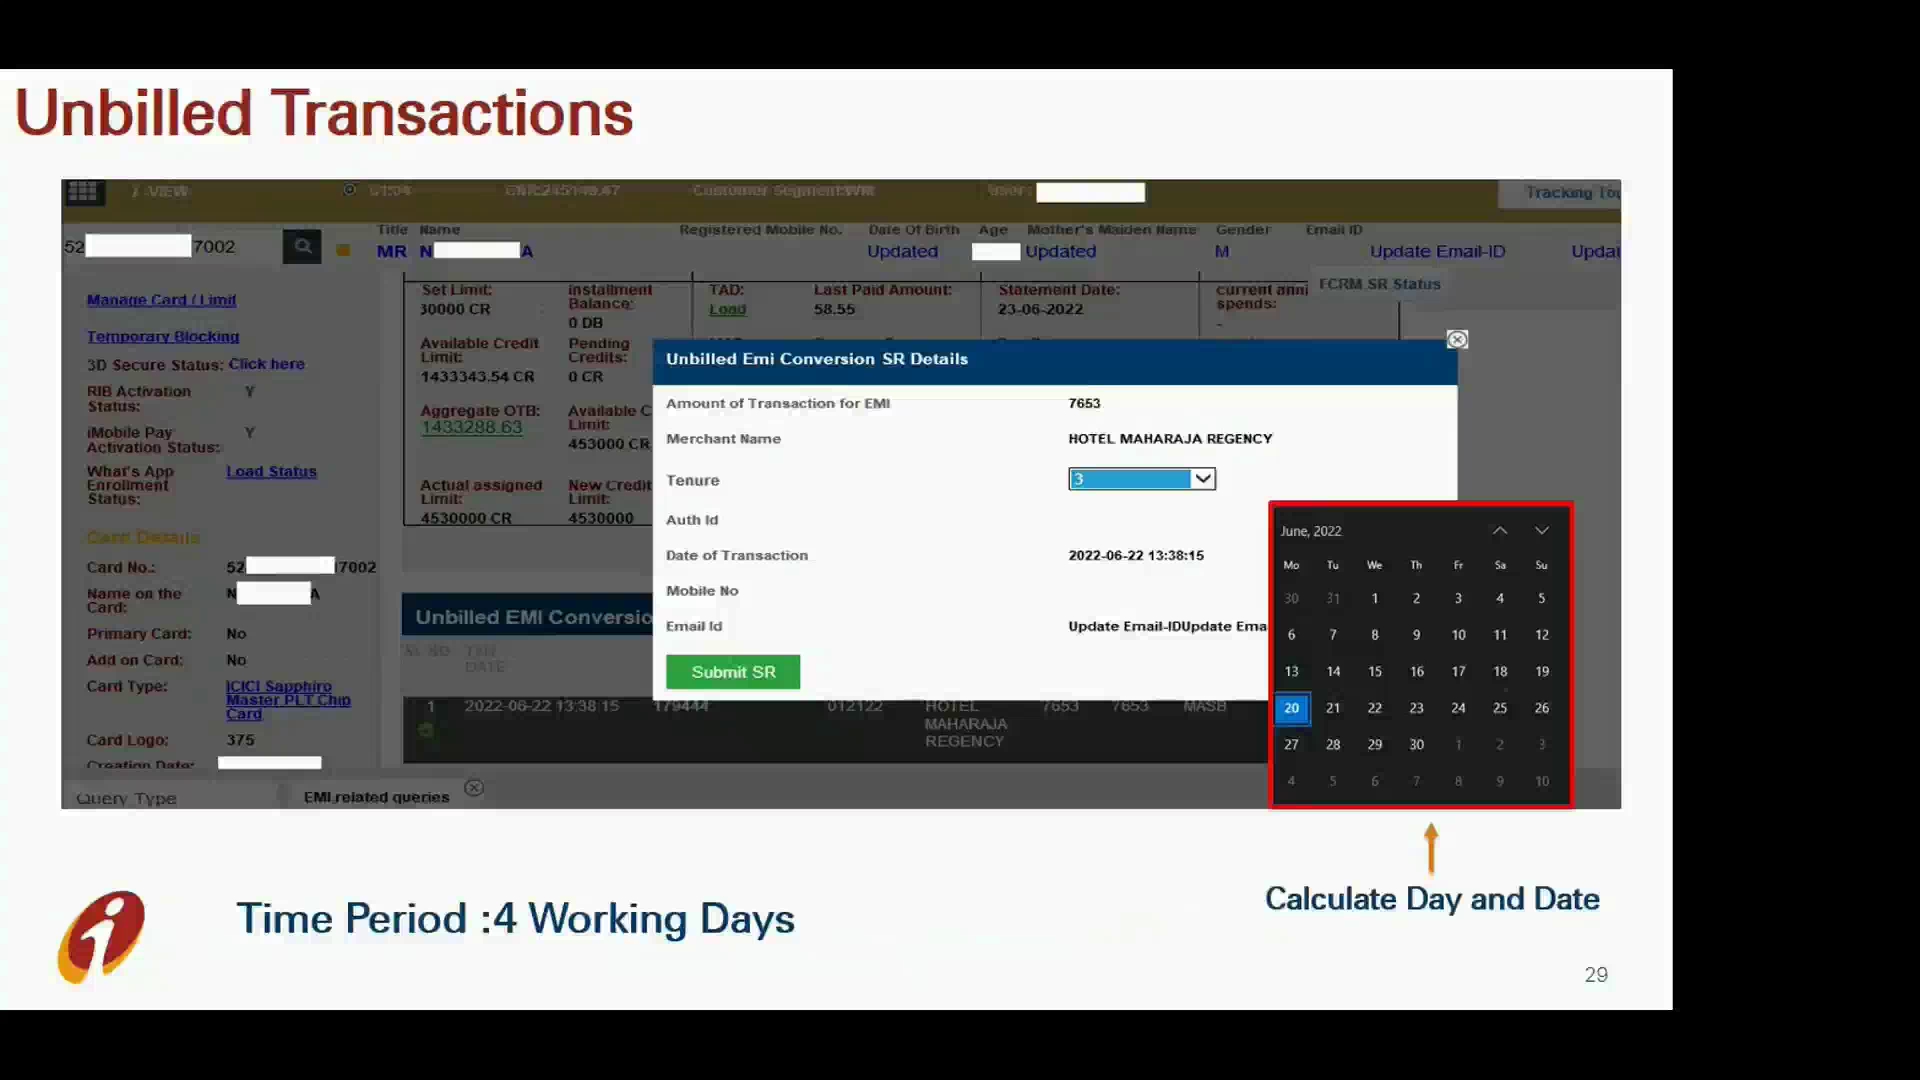 Unbilled Transactions
VIEW 01:04 Customer Segment:WM User: Tracking
Title Name Registered Mobile No. Date Of Birth Age Mother's Maiden Name Gender Email ID
52 7002 MR N A Updated Updated M Update Email-ID
FCRM SR Status
Manage Card / Limit
Temporary Blocking
3D Secure Status: Click here
RIB Activation Status: Y
iMobile Pay Activation Status: Y
What's App Enrollment Status: Load Status
Card Details
Card No.: 52 7002
Name on the Card: N A
Primary Card: No
Add on Card: No
Card Type: ICICI Sapphiro Master PLT Chip Card
Card Logo: 375
Creation Date:
Set Limit:
30000 CR
installment Balance:
0 DB
TAD:
Load
Last Paid Amount:
58.55
Statement Date:
23-06-2022
current anni
spends:
-
Available Credit Limit:
1433343.54 CR
Pending Credits:
0 CR
Aggregate OTB:
1433288.63
Available C
Limit:
453000 CR
Actual assigned Limit:
4530000 CR
New Credit Limit:
4530000
Unbilled Emi Conversion SR Details
Amount of Transaction for EMI 7653
Merchant Name HOTEL MAHARAJA REGENCY
Tenure 3
Auth Id
Date of Transaction 2022-06-22 13:38:15
Mobile No
Email Id Update Email-IDUpdate Ema
Submit SR
Unbilled EMI Conversio
SL NO TXN DATE
1 2022-06-22 13:38:15 179444 012122 HOTEL MAHARAJA REGENCY 7653 7653 MASB
Query Type EMI related queries
June, 2022
Mo Tu We Th Fr Sa Su
30 31 1 2 3 4 5
6 7 8 9 10 11 12
13 14 15 16 17 18 19
20 21 22 23 24 25 26
27 28 29 30 1 2 3
4 5 6 7 8 9 10
Time Period :4 Working Days
Calculate Day and Date
29